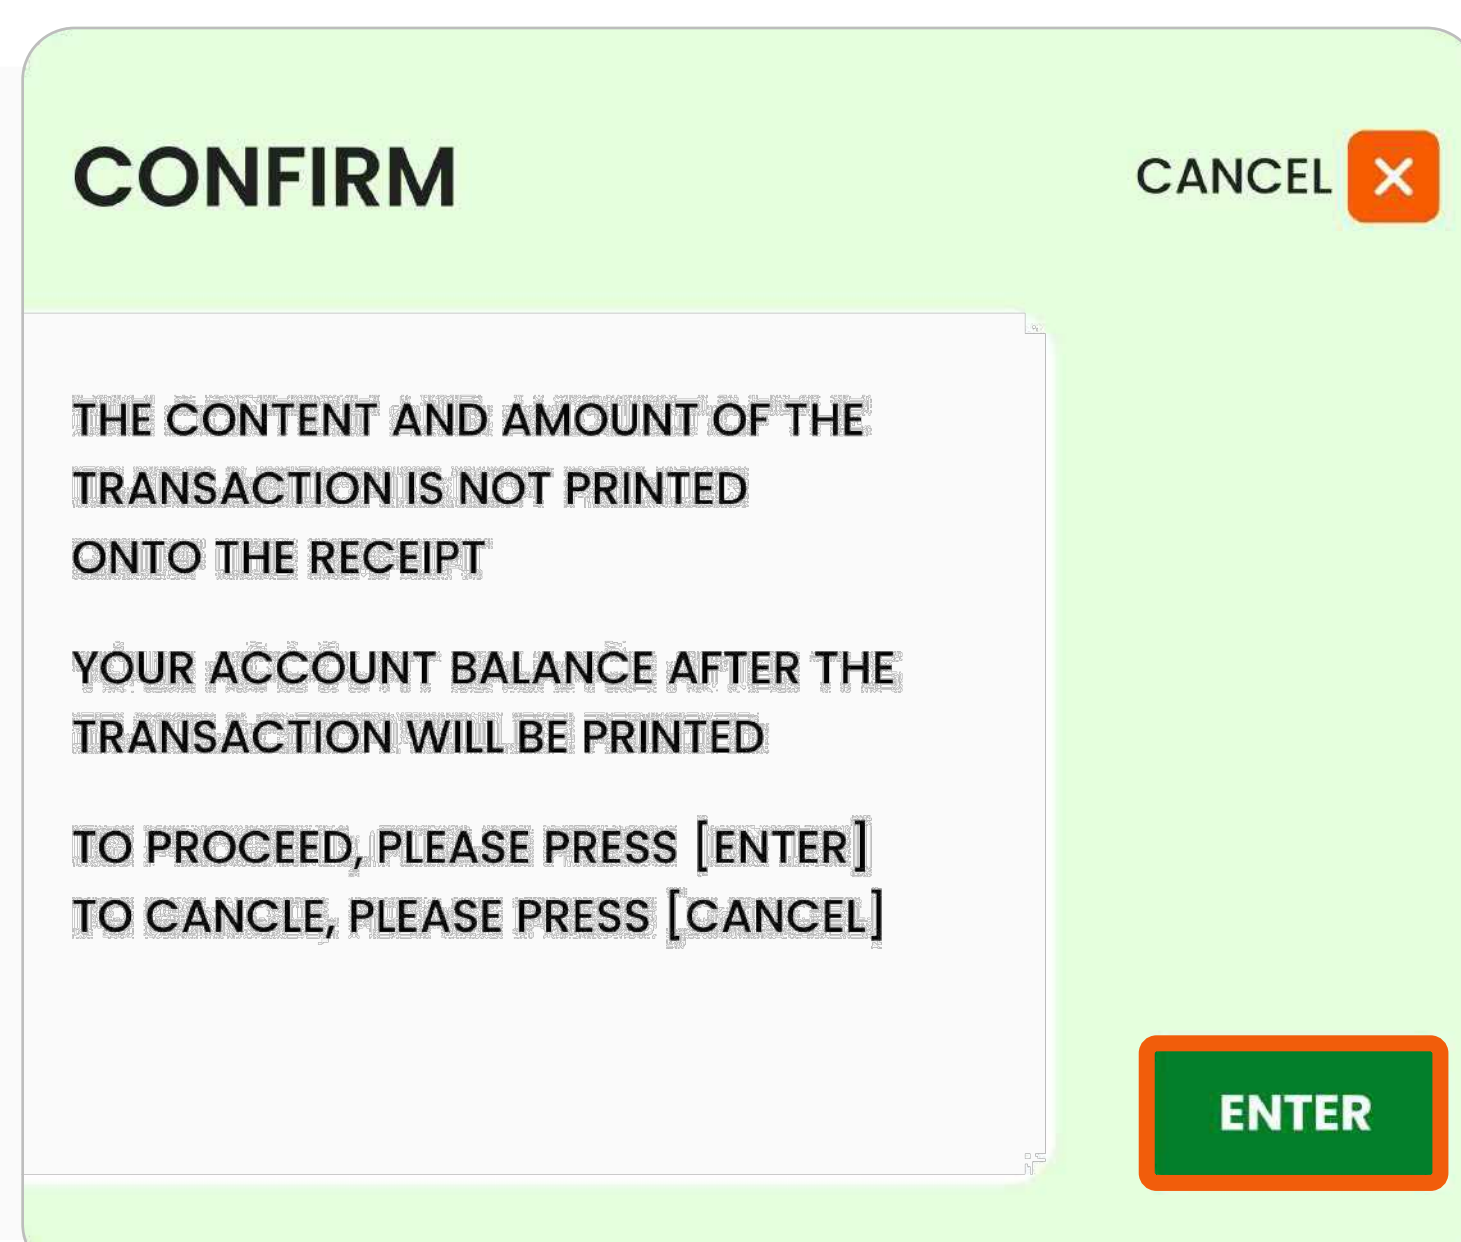 CONFIRM
CANCEL
THE CONTENT AND AMOUNT OF THE
TRANSACTION IS NOT PRINTED
ONTO THE RECEIPT
YOUR ACCOUNT BALANCE AFTER THE
TRANSACTION WILL BE PRINTED
TO PROCEED, PLEASE PRESS [ENTER]
TO CANCLE, PLEASE PRESS [CANCEL]
ENTER